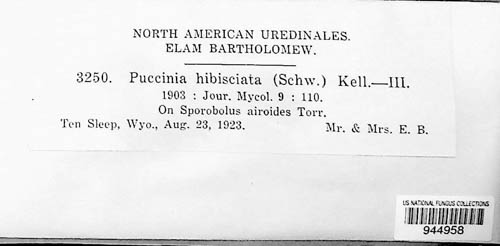 NORTH AMERICAN UREDINALES.
ELAM BARTHOLOMEW.
3250. Puccinia hibisciata (Schw.) Kell.—III.
1903 : Jour. Mycol. 9 : 110.
On Sporobolus airoides Torr.
Ten Sleep, Wyo., Aug. 23, 1923. Mr. & Mrs. E. B.
US NATIONAL FUNGUS COLLECTIONS
944958